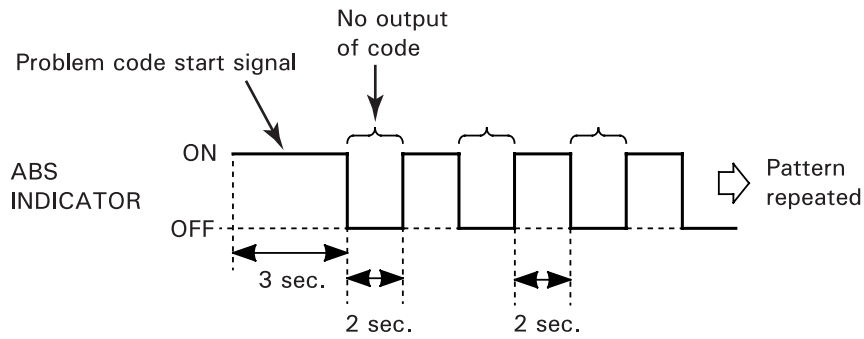 No output
of code
Problem code start signal
ABS
INDICATOR
ON
OFF
Pattern
repeated
3 sec.
2 sec.
2 sec.